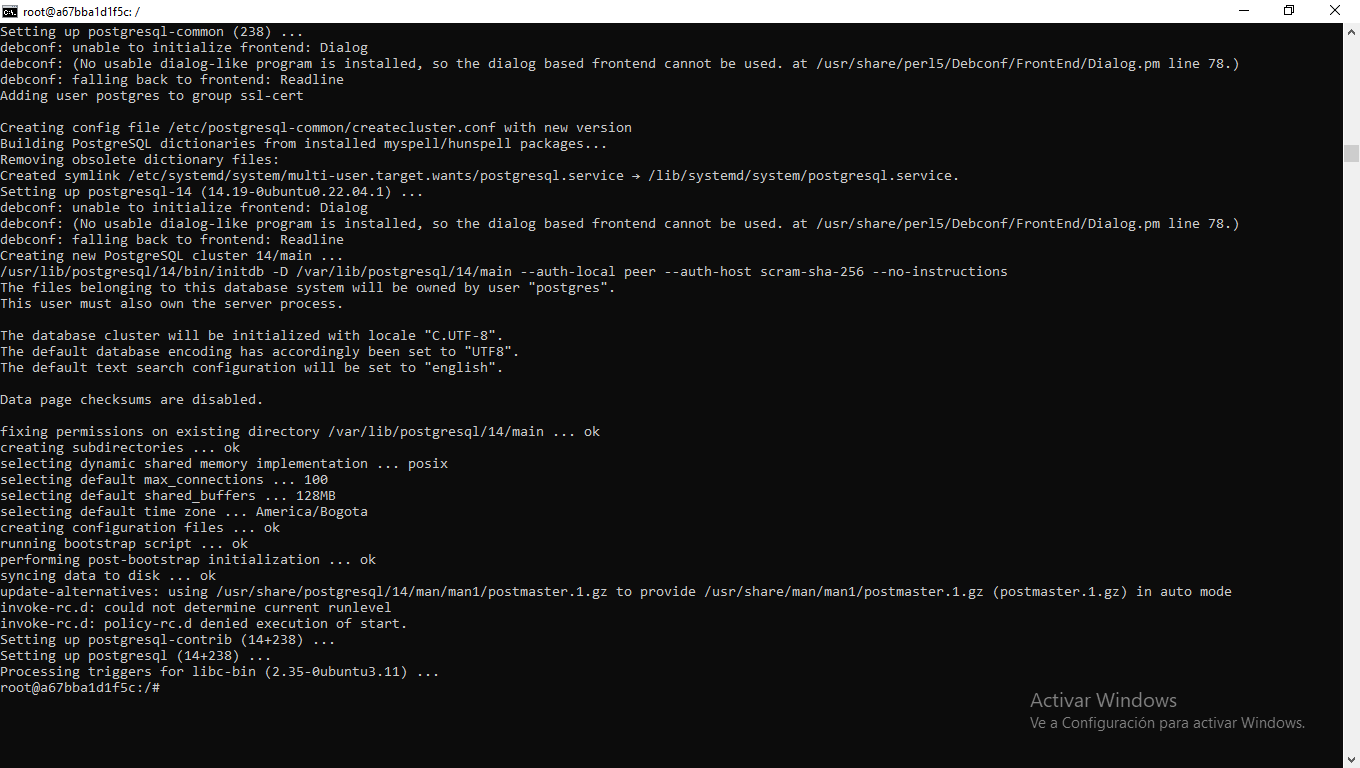 root@a67bba1d1f5c: /
Setting up postgresql-common (238) ...
debconf: unable to initialize frontend: Dialog
debconf: (No usable dialog-like program is installed, so the dialog based frontend cannot be used. at /usr/share/perl5/Debconf/FrontEnd/Dialog.pm line 78.)
debconf: falling back to frontend: Readline
Adding user postgres to group ssl-cert

Creating config file /etc/postgresql-common/createcluster.conf with new version
Building PostgreSQL dictionaries from installed myspell/hunspell packages...
Removing obsolete dictionary files:
Created symlink /etc/systemd/system/multi-user.target.wants/postgresql.service → /lib/systemd/system/postgresql.service.
Setting up postgresql-14 (14.19-0ubuntu0.22.04.1) ...
debconf: unable to initialize frontend: Dialog
debconf: (No usable dialog-like program is installed, so the dialog based frontend cannot be used. at /usr/share/perl5/Debconf/FrontEnd/Dialog.pm line 78.)
debconf: falling back to frontend: Readline
Creating new PostgreSQL cluster 14/main ...
/usr/lib/postgresql/14/bin/initdb -D /var/lib/postgresql/14/main --auth-local peer --auth-host scram-sha-256 --no-instructions
The files belonging to this database system will be owned by user "postgres".
This user must also own the server process.

The database cluster will be initialized with locale "C.UTF-8".
The default database encoding has accordingly been set to "UTF8".
The default text search configuration will be set to "english".

Data page checksums are disabled.

fixing permissions on existing directory /var/lib/postgresql/14/main ... ok
creating subdirectories ... ok
selecting dynamic shared memory implementation ... posix
selecting default max_connections ... 100
selecting default shared_buffers ... 128MB
selecting default time zone ... America/Bogota
creating configuration files ... ok
running bootstrap script ... ok
performing post-bootstrap initialization ... ok
syncing data to disk ... ok
update-alternatives: using /usr/share/postgresql/14/man/man1/postmaster.1.gz to provide /usr/share/man/man1/postmaster.1.gz (postmaster.1.gz) in auto mode
invoke-rc.d: could not determine current runlevel
invoke-rc.d: policy-rc.d denied execution of start.
Setting up postgresql-contrib (14+238) ...
Setting up postgresql (14+238) ...
Processing triggers for libc-bin (2.35-0ubuntu3.11) ...
root@a67bba1d1f5c:/#
Activar Windows
Ve a Configuración para activar Windows.